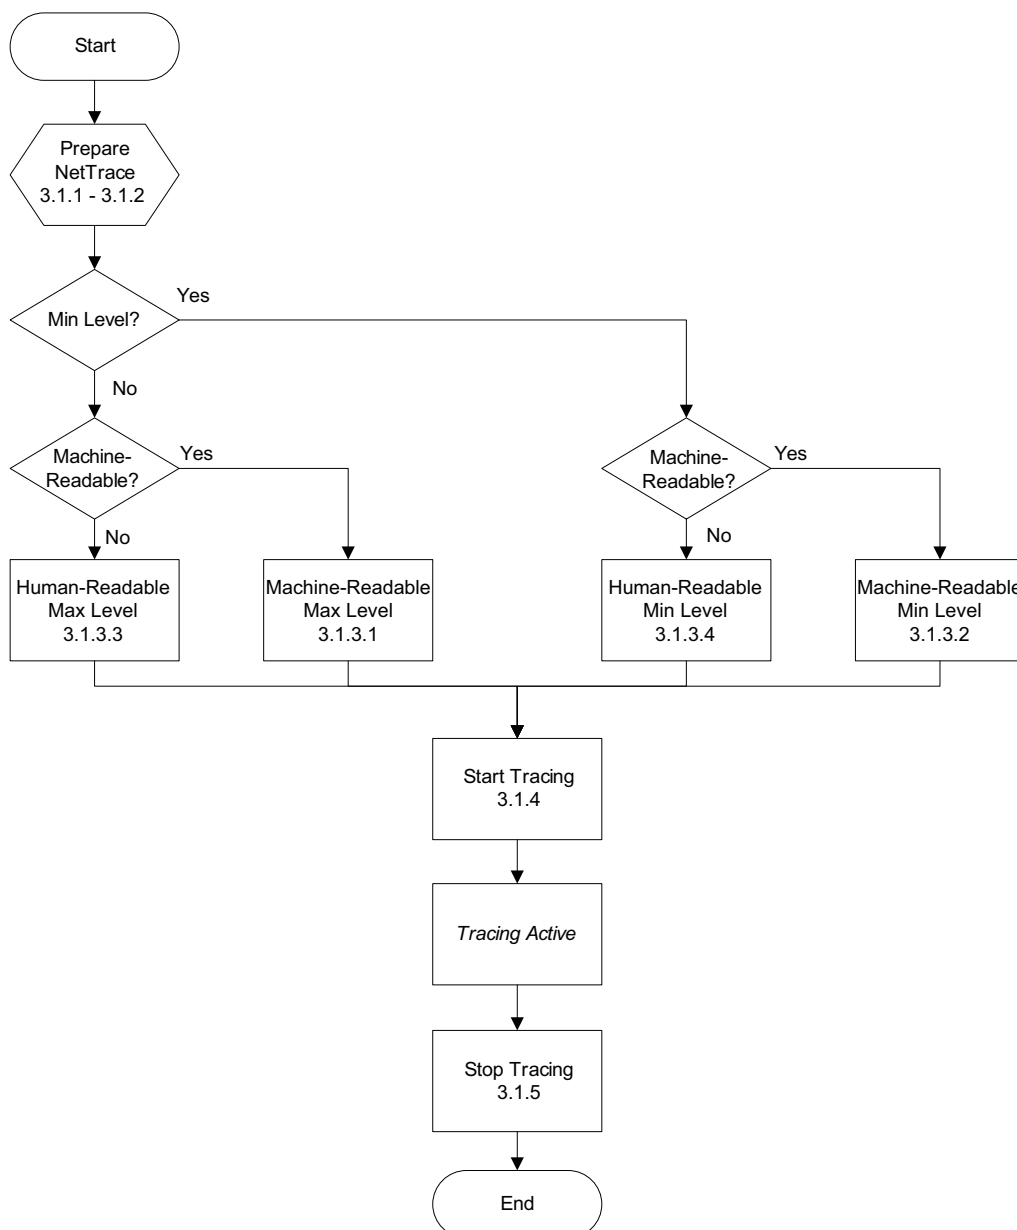 Start
Prepare
NetTrace
3.1.1 - 3.1.2
Yes
Min Level?
No
Machine-
Readable?
Yes
Machine-
Readable?
Yes
No
No
Human-Readable
Max Level
3.1.3.3
Machine-Readable
Max Level
3.1.3.1
Human-Readable
Min Level
3.1.3.4
Machine-Readable
Min Level
3.1.3.2
Start Tracing
3.1.4
Tracing Active
Stop Tracing
3.1.5
End